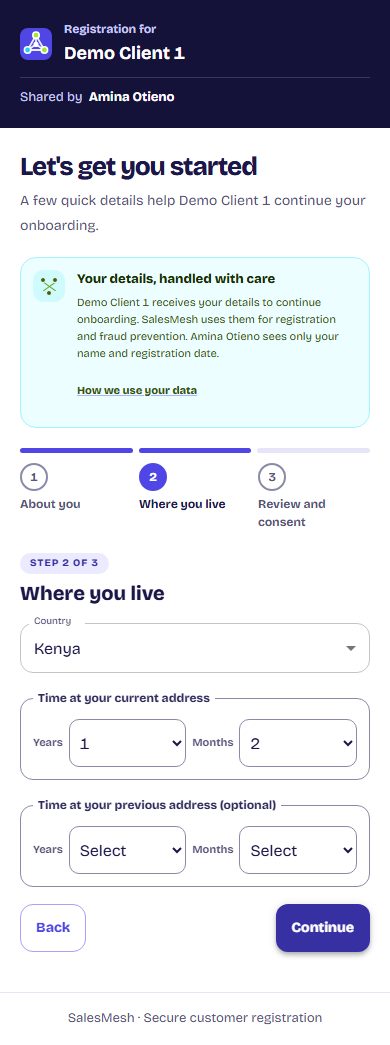 Registration for
Demo Client 1
Shared by Amina Otieno
Let's get you started
A few quick details help Demo Client 1 continue your
onboarding.
Your details, handled with care
Demo Client 1 receives your details to continue
onboarding. SalesMesh uses them for registration
and fraud prevention. Amina Otieno sees only your
name and registration date.
How we use your data
1 2 3
About you Where you live Review and
consent
STEP 2 OF 3
Where you live
Country
Kenya
Time at your current address
Years 1 Months 2
Time at your previous address (optional)
Years Select Months Select
Back Continue
SalesMesh · Secure customer registration